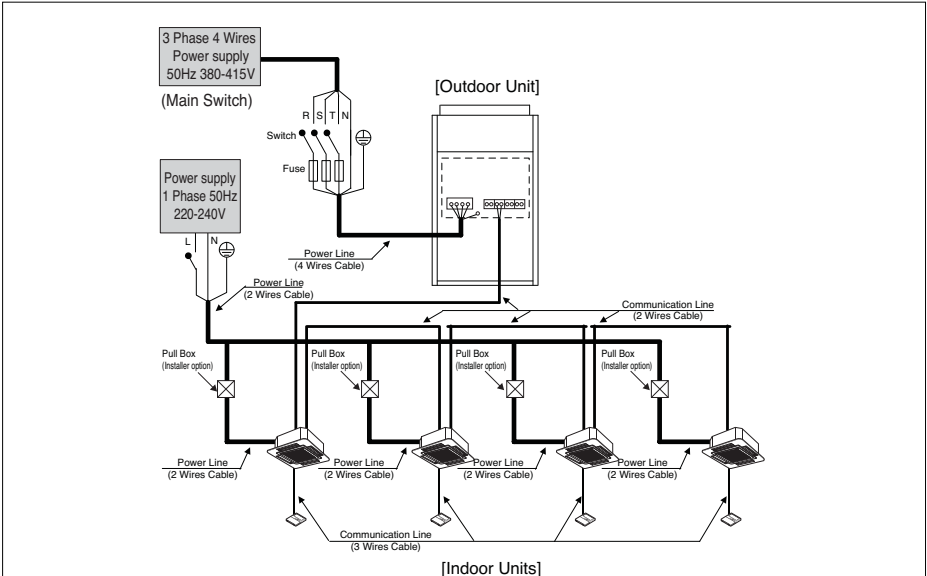 3 Phase 4 Wires
Power supply
50Hz 380-415V
(Main Switch)
[Outdoor Unit]
R S T N
Switch
Fuse
Power supply
1 Phase 50Hz
220-240V
L N
Power Line
(4 Wires Cable)
Power Line
(2 Wires Cable)
Communication Line
(2 Wires Cable)
Pull Box
(Installer option)
Pull Box
(Installer option)
Pull Box
(Installer option)
Pull Box
(Installer option)
Power Line
(2 Wires Cable)
Power Line
(2 Wires Cable)
Power Line
(2 Wires Cable)
Power Line
(2 Wires Cable)
Communication Line
(3 Wires Cable)
[Indoor Units]